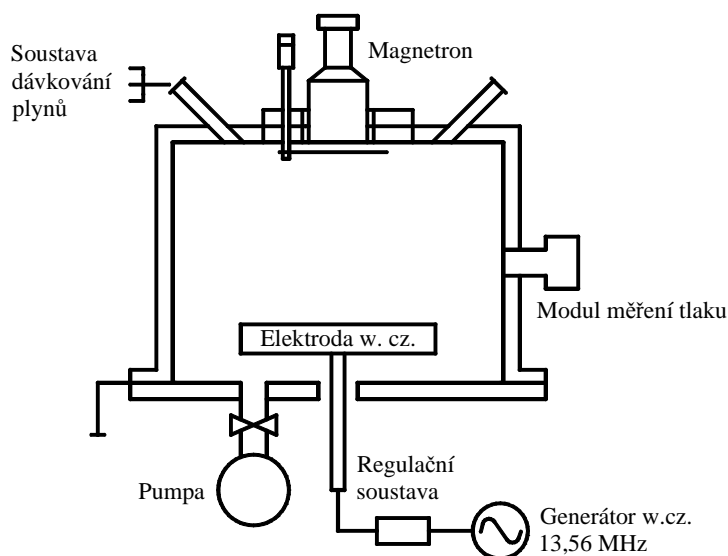 Soustava
dávkování
plynů
Magnetron
Modul měření tlaku
Elektroda w. cz.
Pumpa
Regulační
soustava
Generátor w.cz.
13,56 MHz